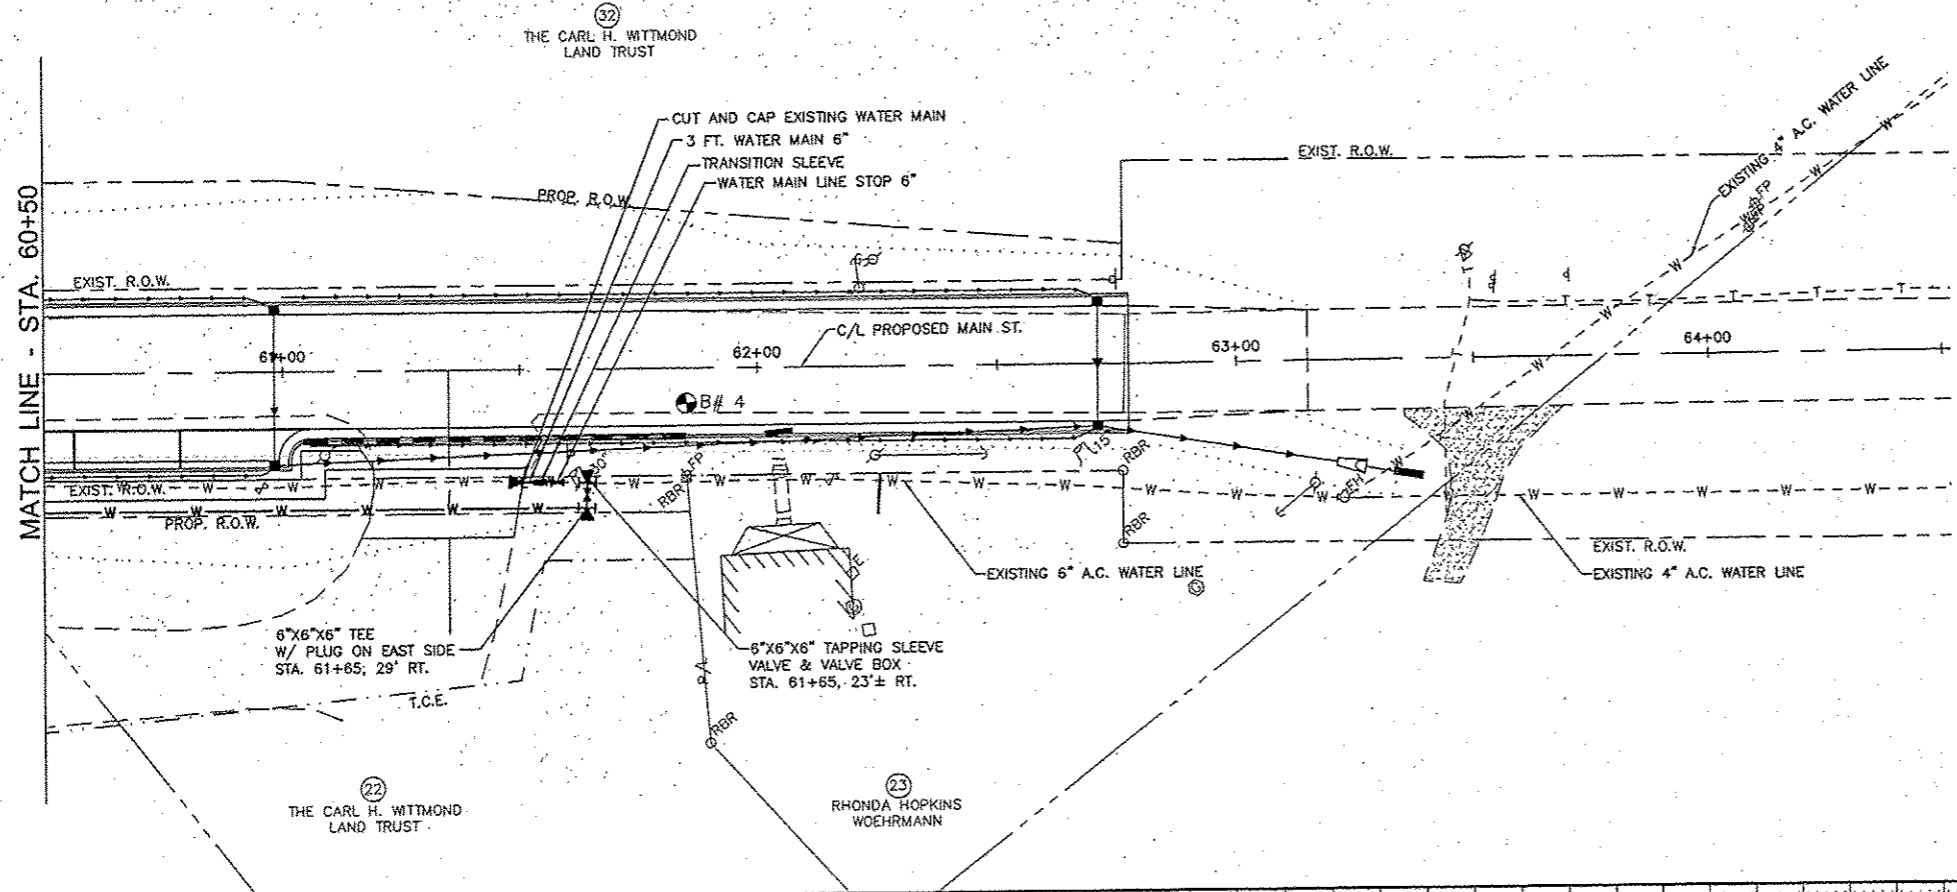 32
THE CARL H. WITTMOND
LAND TRUST
CUT AND CAP EXISTING WATER MAIN
3 FT. WATER MAIN 6"
TRANSITION SLEEVE
WATER MAIN LINE STOP 6"
EXISTING 4" A.C. WATER LINE
EXIST. R.O.W.
PROP. R.O.W.
MATCH LINE - STA. 60+50
EXIST. R.O.W.
C/L PROPOSED MAIN ST.
61+00
62+00
63+00
64+00
B# 4
RBR
FP
RBR
RBR
EXIST. R.O.W.
PROP. R.O.W.
EXISTING 6" A.C. WATER LINE
EXIST. R.O.W.
EXISTING 4" A.C. WATER LINE
6"X6"X6" TEE
W/ PLUG ON EAST SIDE
STA. 61+65; 29' RT.
6"X6"X6" TAPPING SLEEVE
VALVE & VALVE BOX
STA. 61+65, 23'± RT.
T.C.E.
RBR
22
THE CARL H. WITTMOND
LAND TRUST
23
RHONDA HOPKINS
WOEHRMANN